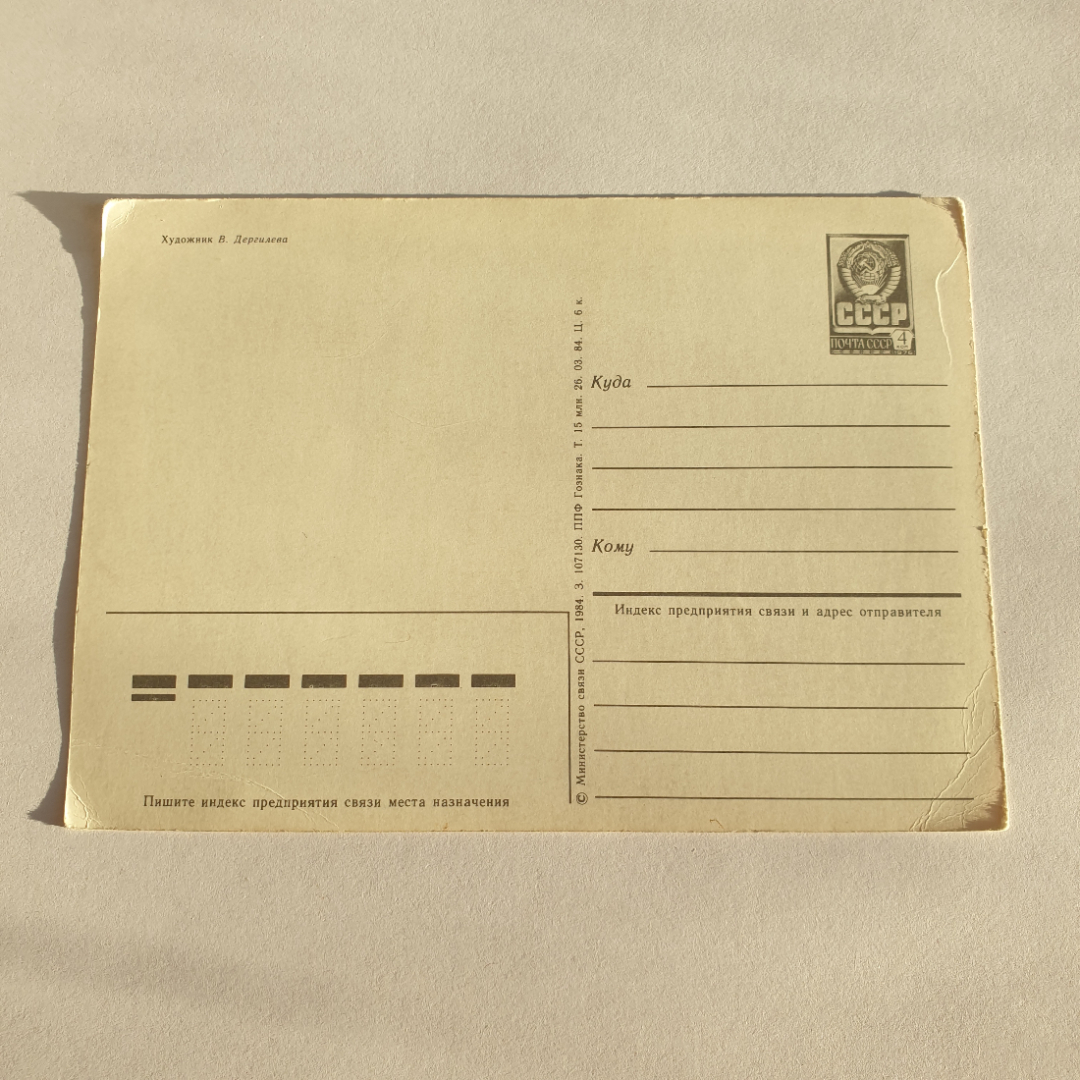 Художник В. Дергилева
СССР
ПОЧТА СССР 4
Куда
Кому
Индекс предприятия связи и адрес отправителя
© Министерство связи СССР, 1984. З. 107130. ППФ Гознака. Т. 15 млн. 26. 03. 84. Ц. 6 к.
Пишите индекс предприятия связи места назначения